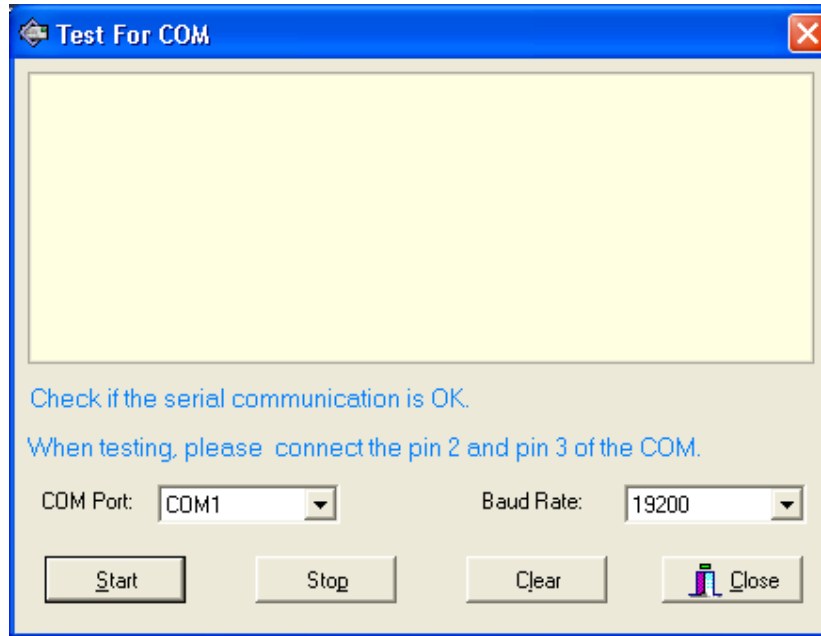 Test For COM
Check if the serial communication is OK.
When testing, please connect the pin 2 and pin 3 of the COM.
COM Port: COM1 Baud Rate: 19200
Start Stop Clear Close